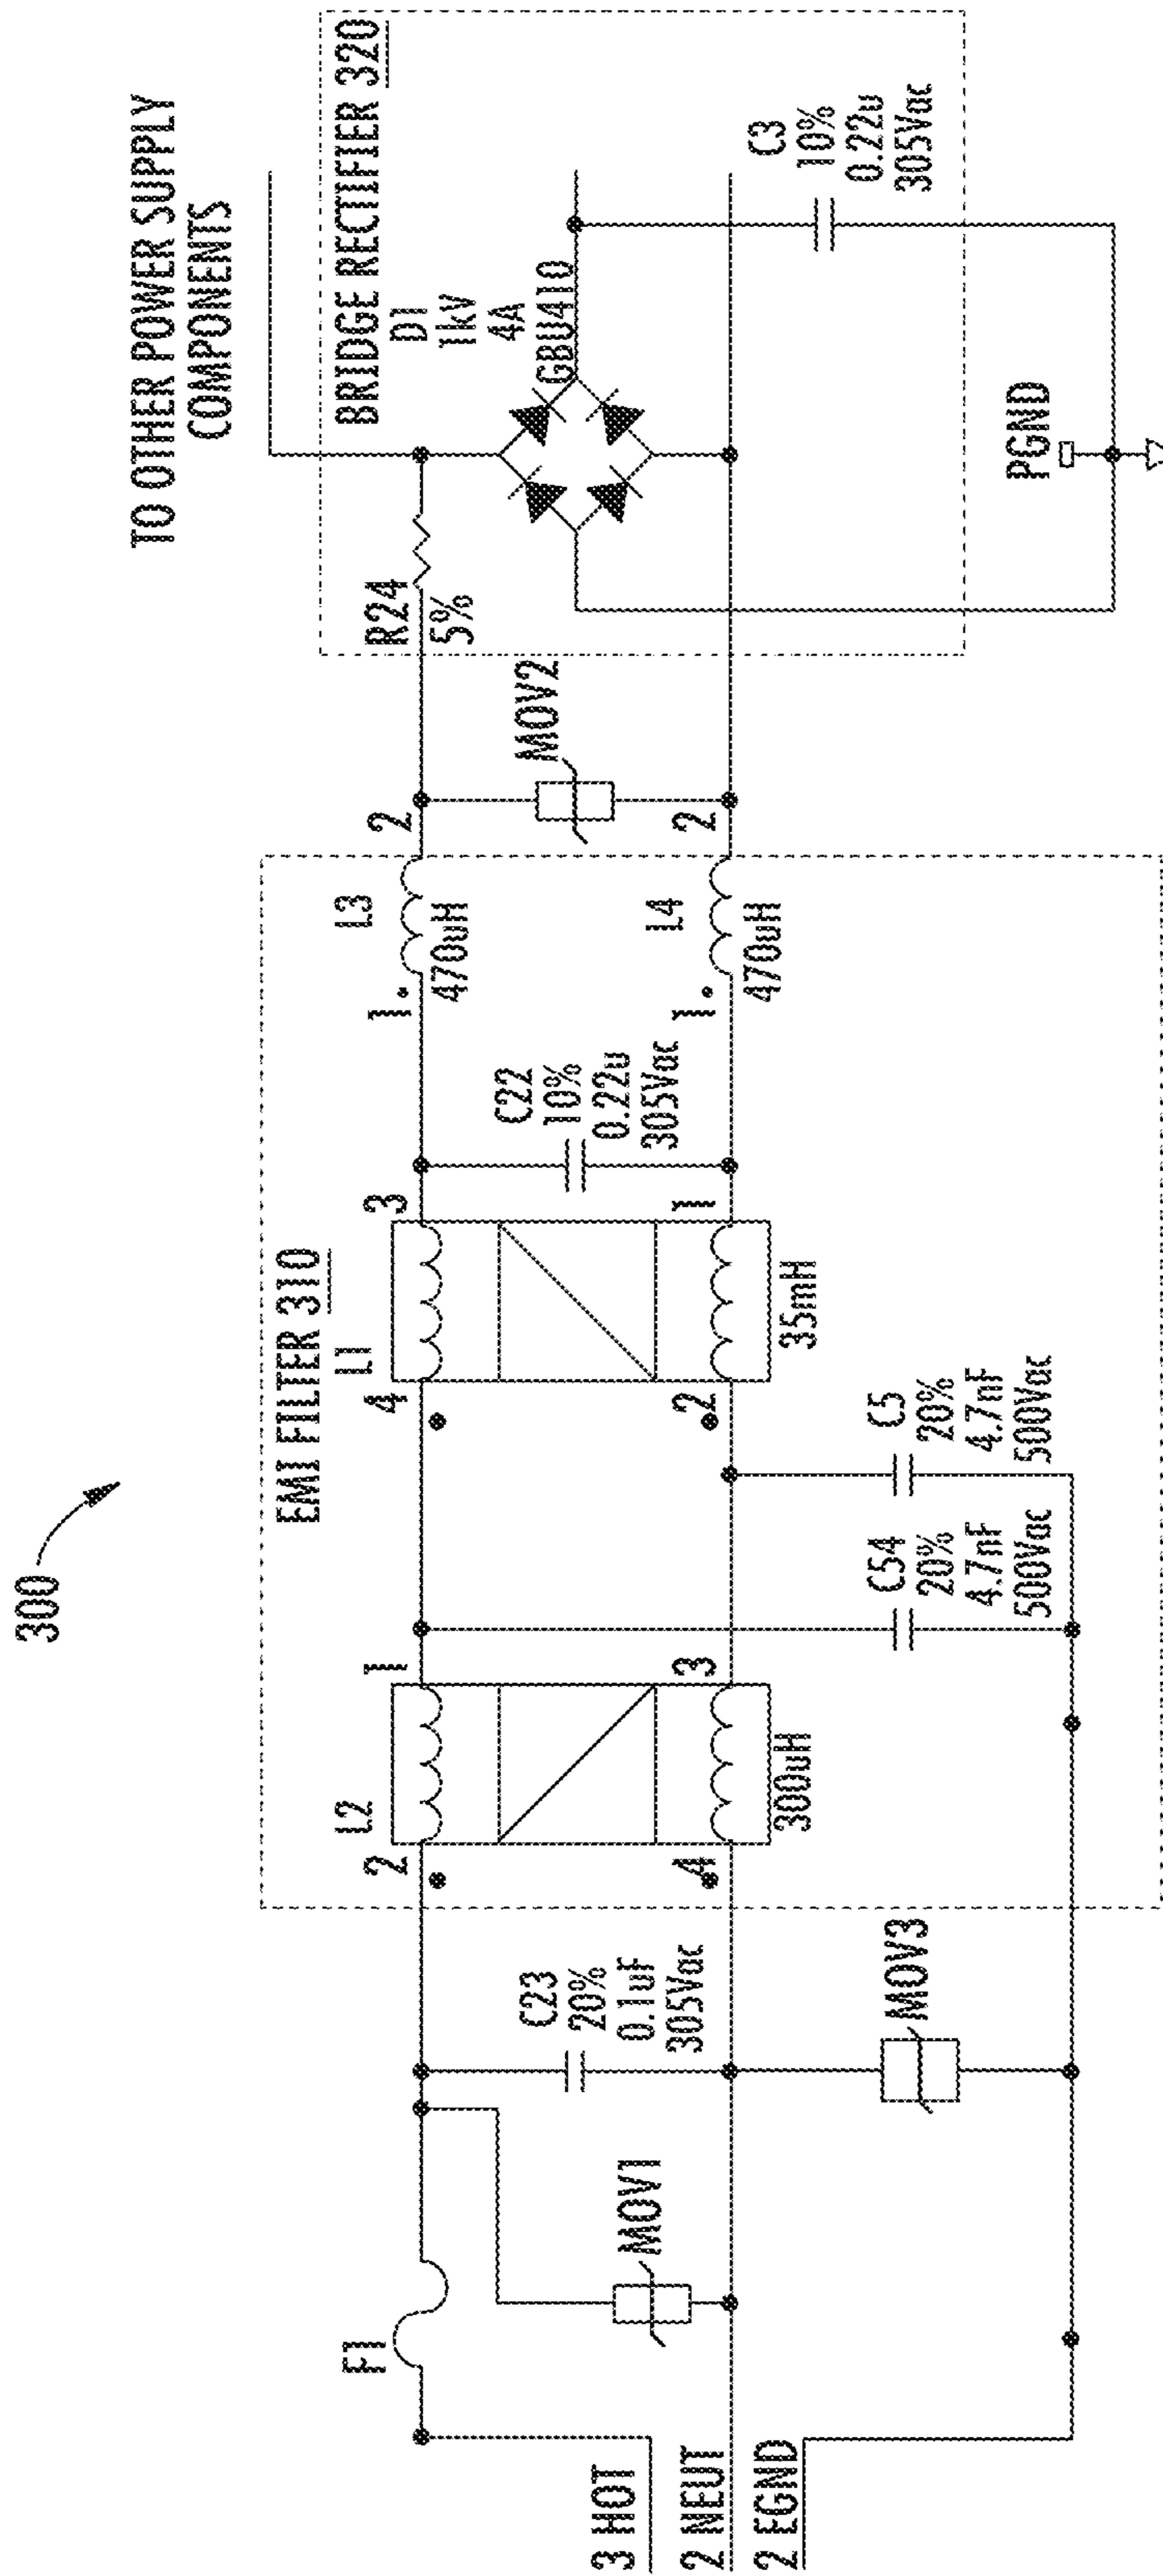 300
TO OTHER POWER SUPPLY
COMPONENTS
EMI FILTER 310
BRIDGE RECTIFIER 320
D1
1kV
4A
GBU410
F1
L2
2
1
L1
4
3
1
L3
2
470uH
R24
5%
C23
20%
0.1uF
305Vac
C22
10%
0.22u
305Vac
MOV2
MOV1
3 HOT
2 NEUT
2 EGND
4
3
300uH
2
1
35mH
1
L4
2
470uH
C3
10%
0.22u
305Vac
MOV3
C54
20%
4.7nF
500Vac
C5
20%
4.7nF
500Vac
PGND